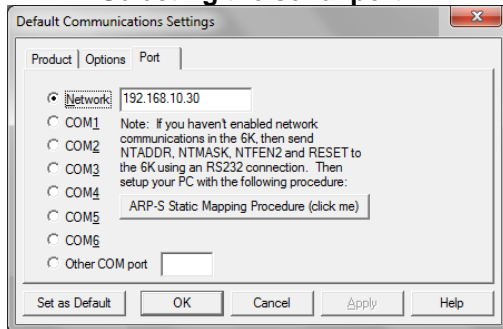 Default Communications Settings
Product Options Port
Network 192.168.10.30
COM1
COM2
COM3
COM4
COM5
COM6
Other COM port
Note: If you haven't enabled network
communications in the 6K, then send
NTADDR, NTMASK, NTFEN2 and RESET to
the 6K using an RS232 connection. Then
setup your PC with the following procedure:
ARP-S Static Mapping Procedure (click me)
Set as Default OK Cancel Apply Help